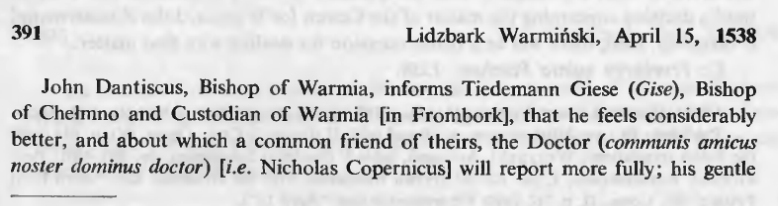 391 Lidzbark Warmiński, April 15, 1538
John Dantiscus, Bishop of Warmia, informs Tiedemann Giese (Gise), Bishop
of Chełmno and Custodian of Warmia [in Frombork], that he feels considerably
better, and about which a common friend of theirs, the Doctor (communis amicus
noster dominus doctor) [i.e. Nicholas Copernicus] will report more fully; his gentle